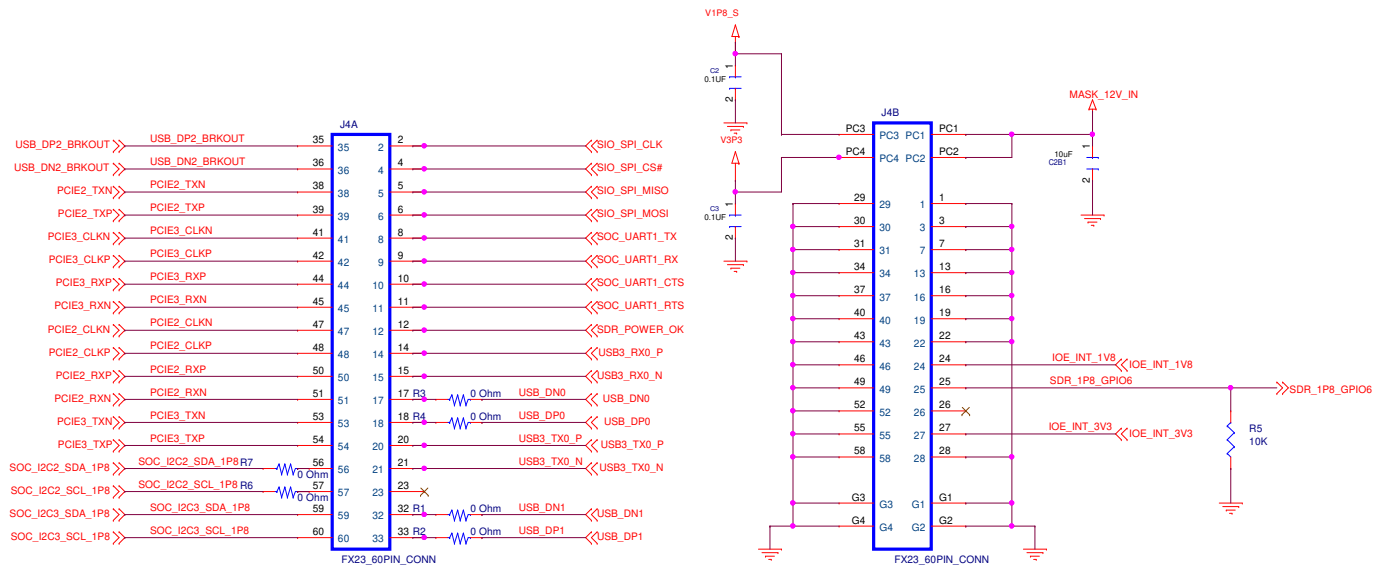 J4A
USB_DP2_BRKOUT USB_DP2_BRKOUT 35 35 2 2 SIO_SPI_CLK
USB_DN2_BRKOUT USB_DN2_BRKOUT 36 36 4 4 SIO_SPI_CS#
PCIE2_TXN PCIE2_TXN 38 38 5 5 SIO_SPI_MISO
PCIE2_TXP PCIE2_TXP 39 39 6 6 SIO_SPI_MOSI
PCIE3_CLKN PCIE3_CLKN 41 41 8 8 SOC_UART1_TX
PCIE3_CLKP PCIE3_CLKP 42 42 9 9 SOC_UART1_RX
PCIE3_RXP PCIE3_RXP 44 44 10 10 SOC_UART1_CTS
PCIE3_RXN PCIE3_RXN 45 45 11 11 SOC_UART1_RTS
PCIE2_CLKN PCIE2_CLKN 47 47 12 12 SDR_POWER_OK
PCIE2_CLKP PCIE2_CLKP 48 48 14 14 USB3_RX0_P
PCIE2_RXP PCIE2_RXP 50 50 15 15 USB3_RX0_N
PCIE2_RXN PCIE2_RXN 51 51 17 17 R3 0 Ohm USB_DN0 USB_DN0
PCIE3_TXN PCIE3_TXN 53 53 18 18 R4 0 Ohm USB_DP0 USB_DP0
PCIE3_TXP PCIE3_TXP 54 54 20 20 USB3_TX0_P USB3_TX0_P
SOC_I2C2_SDA_1P8 SOC_I2C2_SDA_1P8 R7 0 Ohm 56 56 21 21 USB3_TX0_N USB3_TX0_N
SOC_I2C2_SCL_1P8 SOC_I2C2_SCL_1P8 R6 0 Ohm 57 57 23 23
SOC_I2C3_SDA_1P8 SOC_I2C3_SDA_1P8 59 59 32 32 R1 0 Ohm USB_DN1 USB_DN1
SOC_I2C3_SCL_1P8 SOC_I2C3_SCL_1P8 60 60 33 33 R2 0 Ohm USB_DP1 USB_DP1
FX23_60PIN_CONN
V1P8_S
1
C2
0.1UF
2
V3P3
1
C3
0.1UF
2
MASK_12V_IN
1
10uF
C2B1
2
J4B
PC3 PC3 PC1 PC1
PC4 PC4 PC2 PC2
29 29 1 1
30 30 3 3
31 31 7 7
34 34 13 13
37 37 16 16
40 40 19 19
43 43 22 22
46 46 24 24 IOE_INT_1V8 IOE_INT_1V8
49 49 25 25 SDR_1P8_GPIO6 SDR_1P8_GPIO6
52 52 26 26
55 55 27 27 IOE_INT_3V3 IOE_INT_3V3
58 58 28 28
G3 G3 G1 G1
G4 G4 G2 G2
FX23_60PIN_CONN
R5
10K